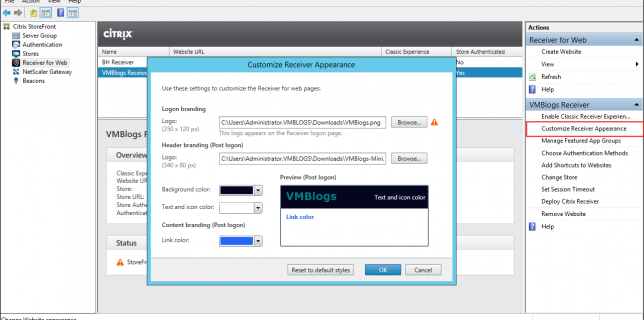 File Action View Help
Citrix StoreFront
Server Group
Authentication
Stores
Receiver for Web
NetScaler Gateway
Beacons
CITRIX
Name Website URL Classic Experience Store Authenticated
BH Receiver No
VMBlogs Receive Yes
VMBlogs Re
Overview
Classic Expe
Website UR
Store:
Store URL:
Store Authe
Authenticat
Status
StoreFr
Customize Receiver Appearance
Use these settings to customize the Receiver for web pages.
Logon branding
Logo: C:\Users\Administrator.VMBLOGS\Downloads\VMBlogs.png Browse...
(350 x 120 px) This logo appears on the Receiver logon page.
Header branding (Post logon)
Logo: C:\Users\Administrator.VMBLOGS\Downloads\VMBlogs-Mini. Browse...
(340 x 80 px)
Preview (Post logon)
Background color:
VMBlogs Text and icon color
Text and icon color:
Link color
Content branding (Post logon)
Link color:
Reset to default styles OK Cancel
Actions
Receiver for Web
Create Website
View
Refresh
Help
VMBlogs Receiver
Enable Classic Receiver Experien...
Customize Receiver Appearance
Manage Featured App Groups
Choose Authentication Methods
Add Shortcuts to Websites
Change Store
Set Session Timeout
Deploy Citrix Receiver
Remove Website
Help
Change Website appearance